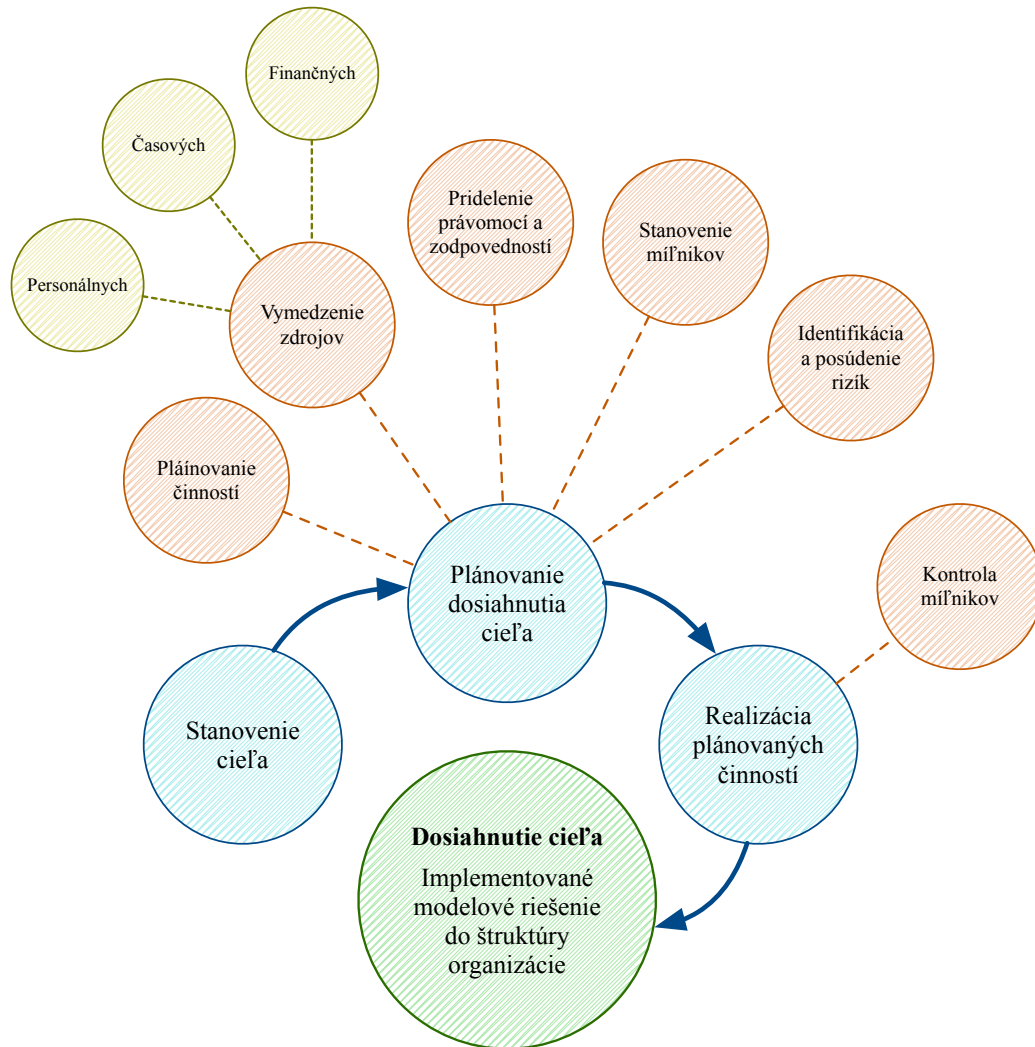 Finančných
Časových
Personálnych
Vymedzenie
zdrojov
Pridelenie
právomocí a
zodpovedností
Stanovenie
míľnikov
Identifikácia
a posúdenie
rizík
Pláínovanie
činností
Plánovanie
dosiahnutia
cieľa
Kontrola
míľnikov
Stanovenie
cieľa
Realizácia
plánovaných
činností
Dosiahnutie cieľa
Implementované
modelové riešenie
do štruktúry
organizácie